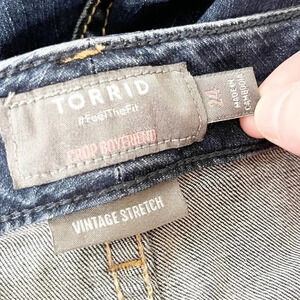 TORRID
#FeelTheFit
CROP BOYFRIEND
24
MADE IN
CAMBODIA
VINTAGE STRETCH